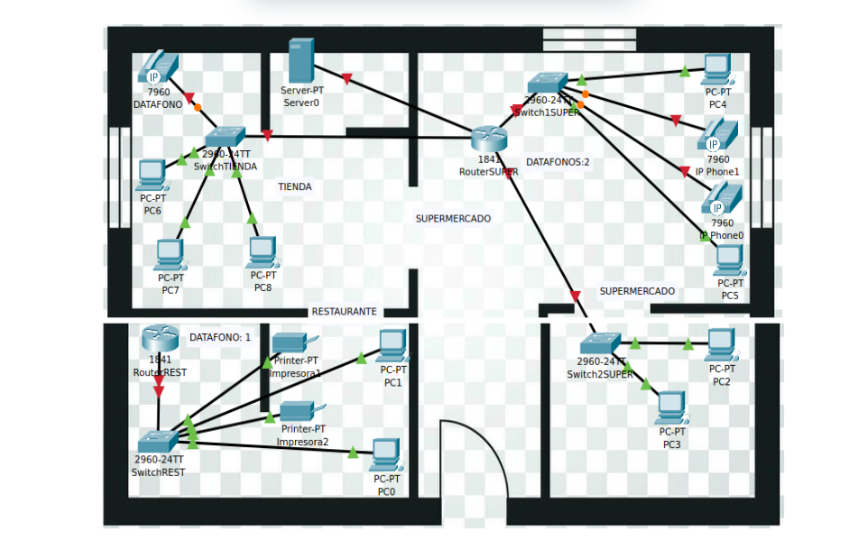 7960
DATAFONO
Server-PT
Server0
2960-24TT
SwitchTIENDA
PC-PT
PC6
PC-PT
PC7
PC-PT
PC8
TIENDA
2960-24TT
Switch1SUPER
1841
RouterSUPER
DATAFONOS:2
PC-PT
PC4
7960
IP Phone1
7960
IP Phone0
PC-PT
PC5
SUPERMERCADO
SUPERMERCADO
RESTAURANTE
1841
RouterREST
DATAFONO: 1
Printer-PT
Impresora1
PC-PT
PC1
Printer-PT
Impresora2
2960-24TT
SwitchREST
PC-PT
PC0
2960-24TT
Switch2SUPER
PC-PT
PC2
PC-PT
PC3
IP
IP
IP